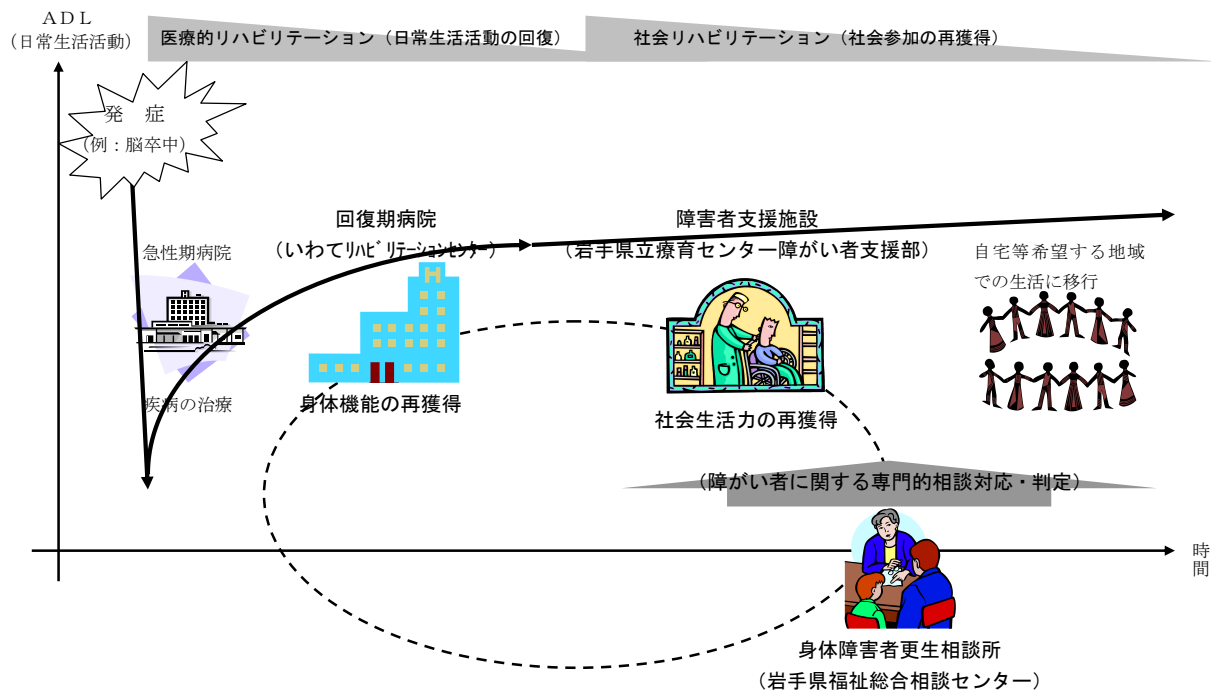 ADL
(日常生活活動)
医療的リハビリテーション(日常生活活動の回復)
社会リハビリテーション(社会参加の再獲得)
発 症
(例:脳卒中)
急性期病院
疾病の治療
回復期病院
(いわてリハビリテーションセンター)
身体機能の再獲得
障害者支援施設
(岩手県立療育センター障がい者支援部)
社会生活力の再獲得
自宅等希望する地域
での生活に移行
(障がい者に関する専門的相談対応・判定)
時
間
H
身体障害者更生相談所
(岩手県福祉総合相談センター)